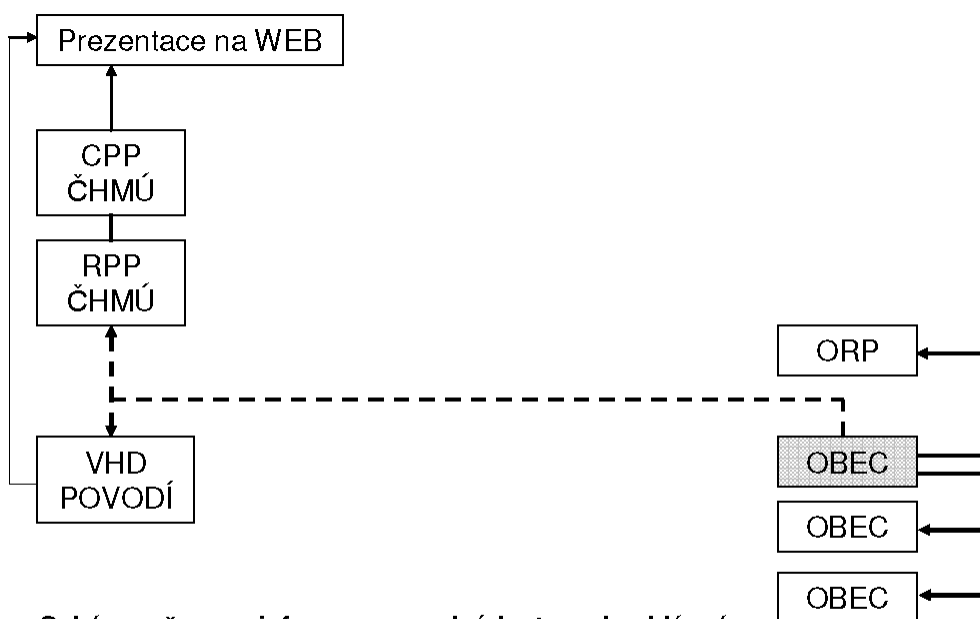 Prezentace na WEB
CPP
ČHMÚ
RPP
ČHMÚ
ORP
VHD
POVODÍ
OBEC
OBEC
OBEC